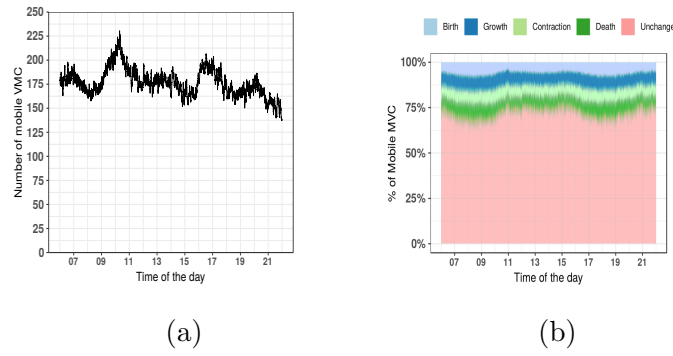 250
225
200
175
150
125
100
75
50
25
0
Number of mobile VMC
07 09 11 13 15 17 19 21
Time of the day
(a)
Birth Growth Contraction Death Unchange
100%
75%
50%
25%
0%
% of Mobile MVC
07 09 11 13 15 17 19 21
Time of the day
(b)